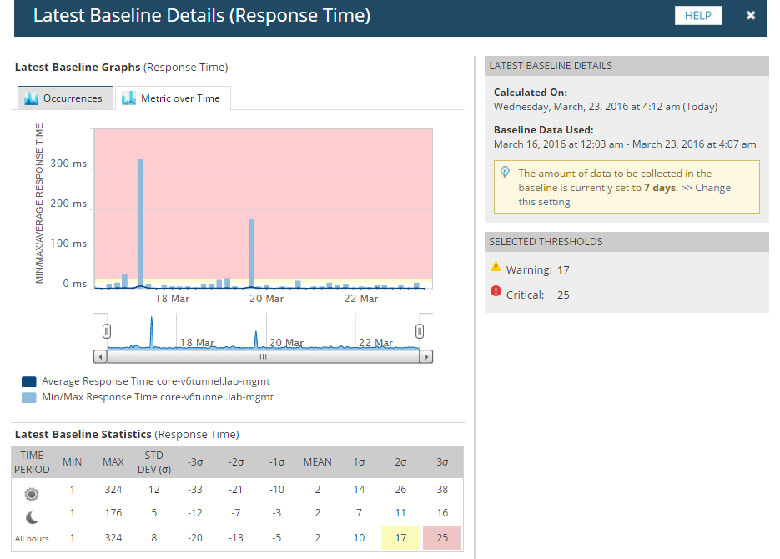 Latest Baseline Details (Response Time)
HELP
Latest Baseline Graphs (Response Time)
Occurrences
Metric over Time
MIN/MAX/AVERAGE RESPONSE TIME
300 ms
200 ms
100 ms
0 ms
18 Mar
20 Mar
22 Mar
18 Mar
20 Mar
22 Mar
Average Response Time core-v6tunnel.lab-mgmt
Min/Max Response Time core-v6tunnel.lab-mgmt
Latest Baseline Statistics (Response Time)
TIME PERIOD MIN MAX STD DEV (σ) -3σ -2σ -1σ MEAN 1σ 2σ 3σ
1 324 12 -33 -21 -10 2 14 26 38
1 176 5 -12 -7 -3 2 7 11 16
All hours 1 324 8 -20 -13 -5 2 10 17 25
LATEST BASELINE DETAILS
Calculated On:
Wednesday, March, 23, 2016 at 4:12 am (Today)
Baseline Data Used:
March 16, 2016 at 12:03 am - March 23, 2016 at 4:07 am
The amount of data to be collected in the
baseline is currently set to 7 days. >> Change
this setting
SELECTED THRESHOLDS
Warning: 17
Critical: 25